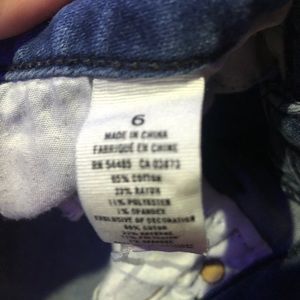 6
MADE IN CHINA
FABRIQUÉ EN CHINE
RN 54485 CA 03873
65% COTTON
23% RAYON
11% POLYESTER
1% SPANDEX
EXCLUSIVE OF DECORATION
COTON